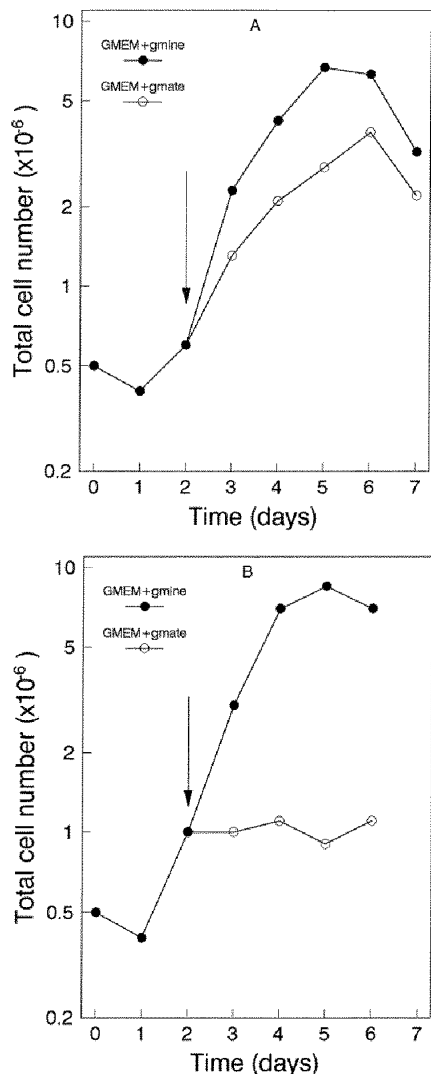 A
GMEM+gmine
GMEM+gmate
Total cell number (x10⁻⁶)
10
5
2
1
0.5
0.2
0 1 2 3 4 5 6 7
Time (days)
B
GMEM+gmine
GMEM+gmate
Total cell number (x10⁻⁶)
10
5
2
1
0.5
0.2
0 1 2 3 4 5 6 7
Time (days)